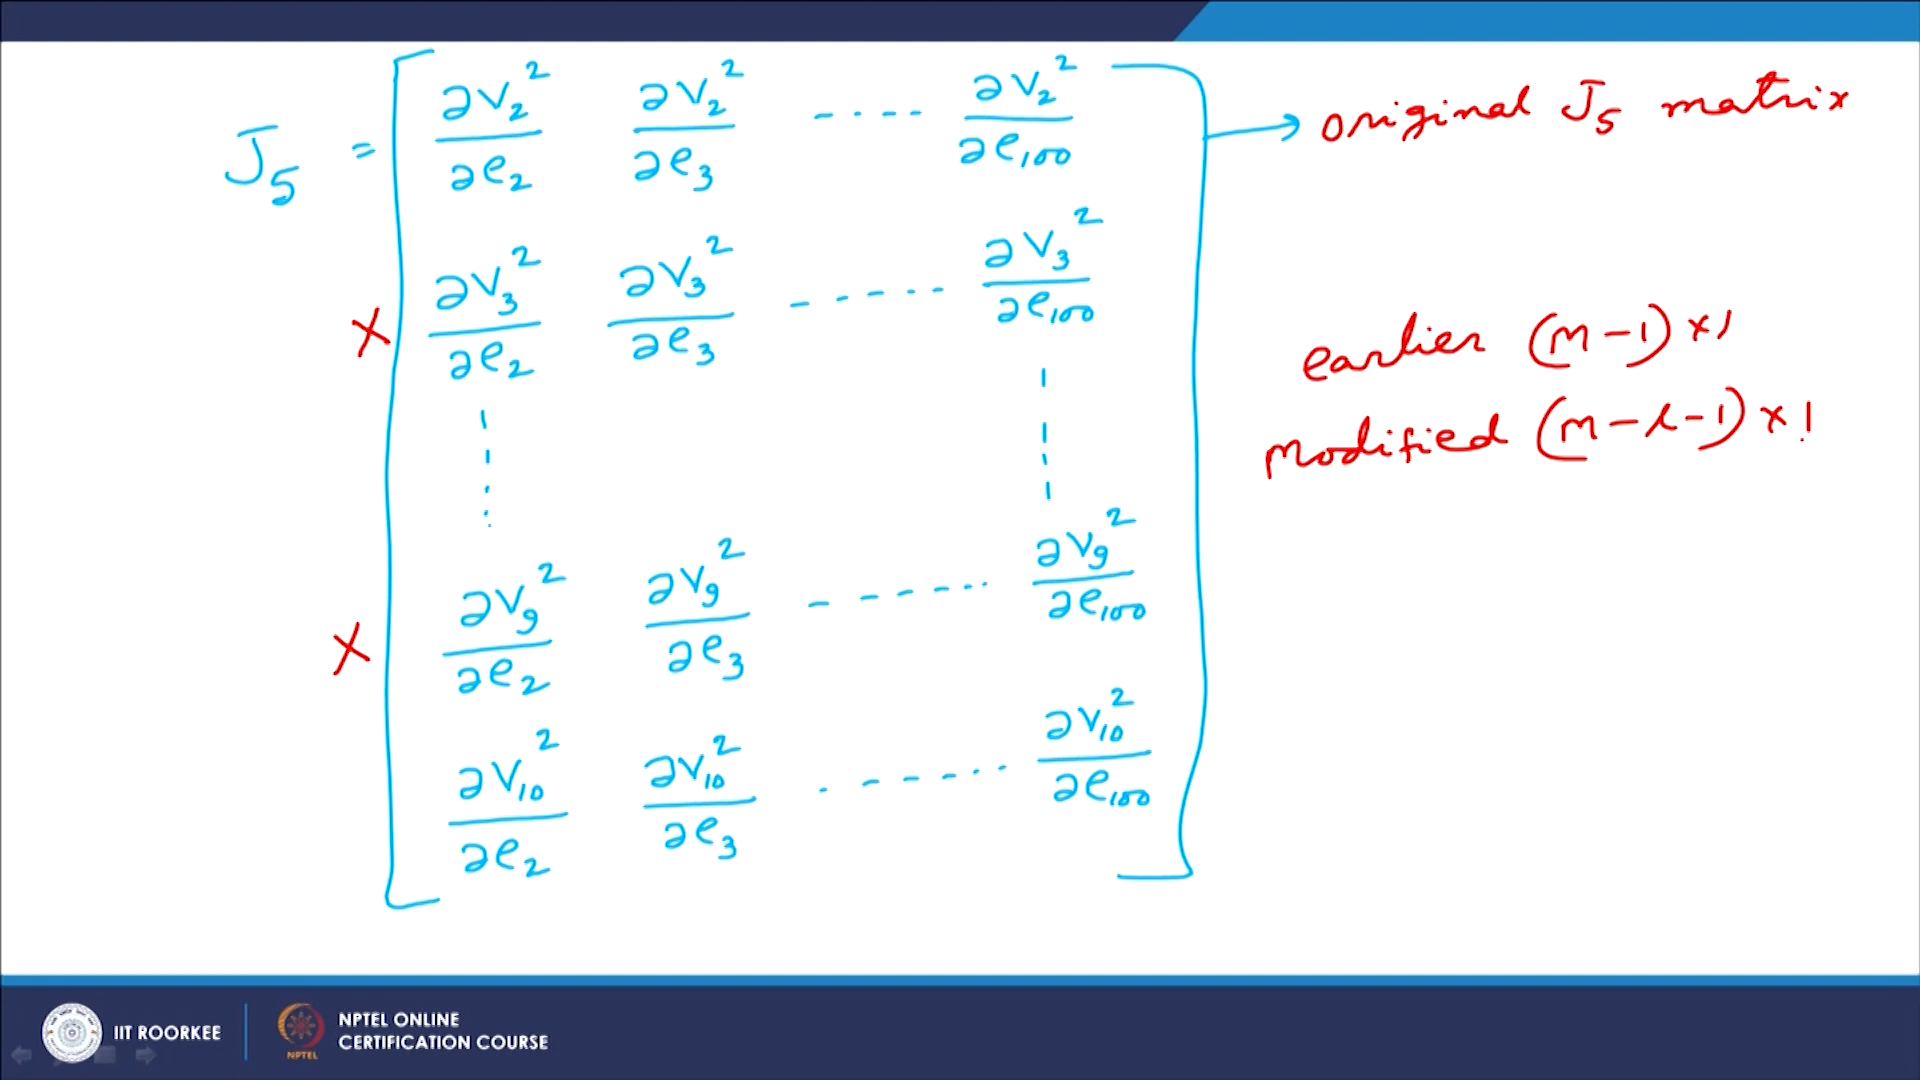 J₅ = [ ∂V₂²/∂e₂ ∂V₂²/∂e₃ ---- ∂V₂²/∂e₁₀₀ ] → original J₅ matrix
X ∂V₃²/∂e₂ ∂V₃²/∂e₃ ----- ∂V₃²/∂e₁₀₀
earlier (m-1)×1
modified (m-l-1)×1
X ∂V₉²/∂e₂ ∂V₉²/∂e₃ ------ ∂V₉²/∂e₁₀₀
∂V₁₀²/∂e₂ ∂V₁₀²/∂e₃ ------ ∂V₁₀²/∂e₁₀₀
IIT ROORKEE
NPTEL
NPTEL ONLINE
CERTIFICATION COURSE